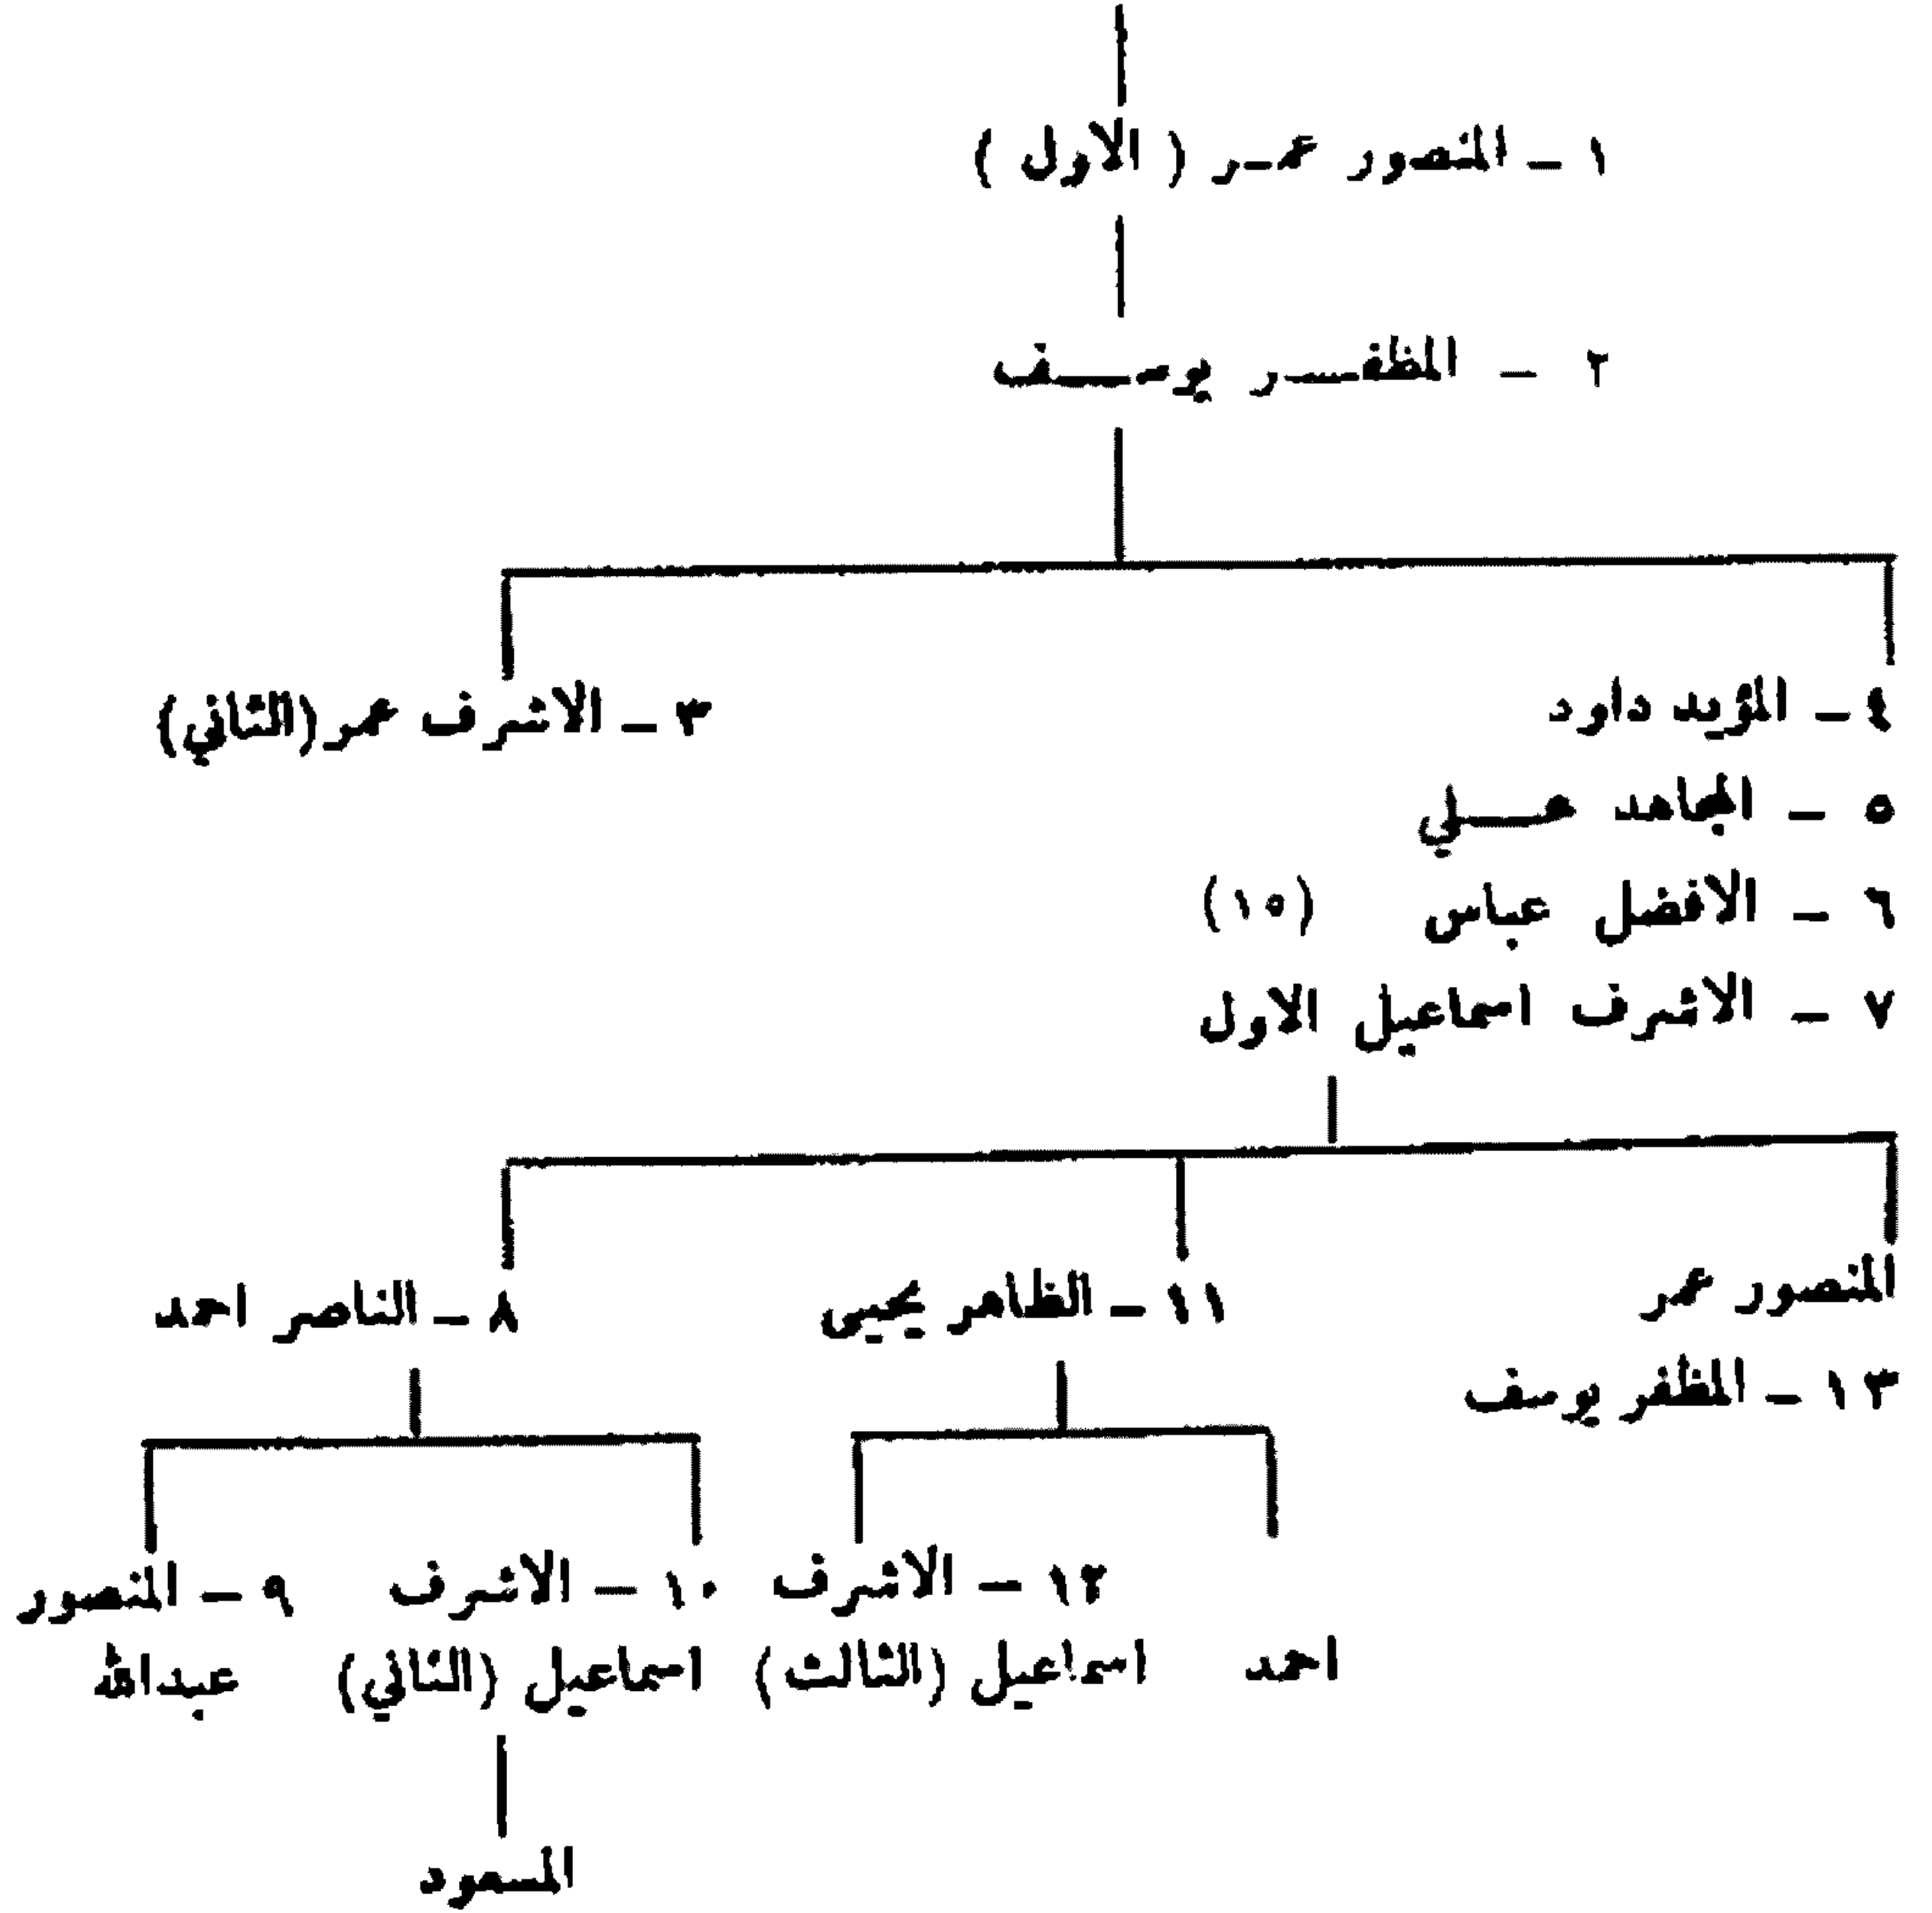 ١ - المنصور عمر ( الاول )
٢ - المظفر يوسف
٤ - المؤيد داود
٣ - الاشرف عمر (الثاني)
٥ - المجاهد علي
٦ - الافضل عباس (١٥)
٧ - الاشرف اسماعيل الاول
المنصور عمر
١١ - الظاهر يحيى
٨ - الناصر احمد
١٣ - المظفر يوسف
احمد
١٢ - الاشرف
اسماعيل (الثالث)
١٠ - الاشرف
اسماعيل (الثاني)
٩ - المنصور
عبدالله
المسعود